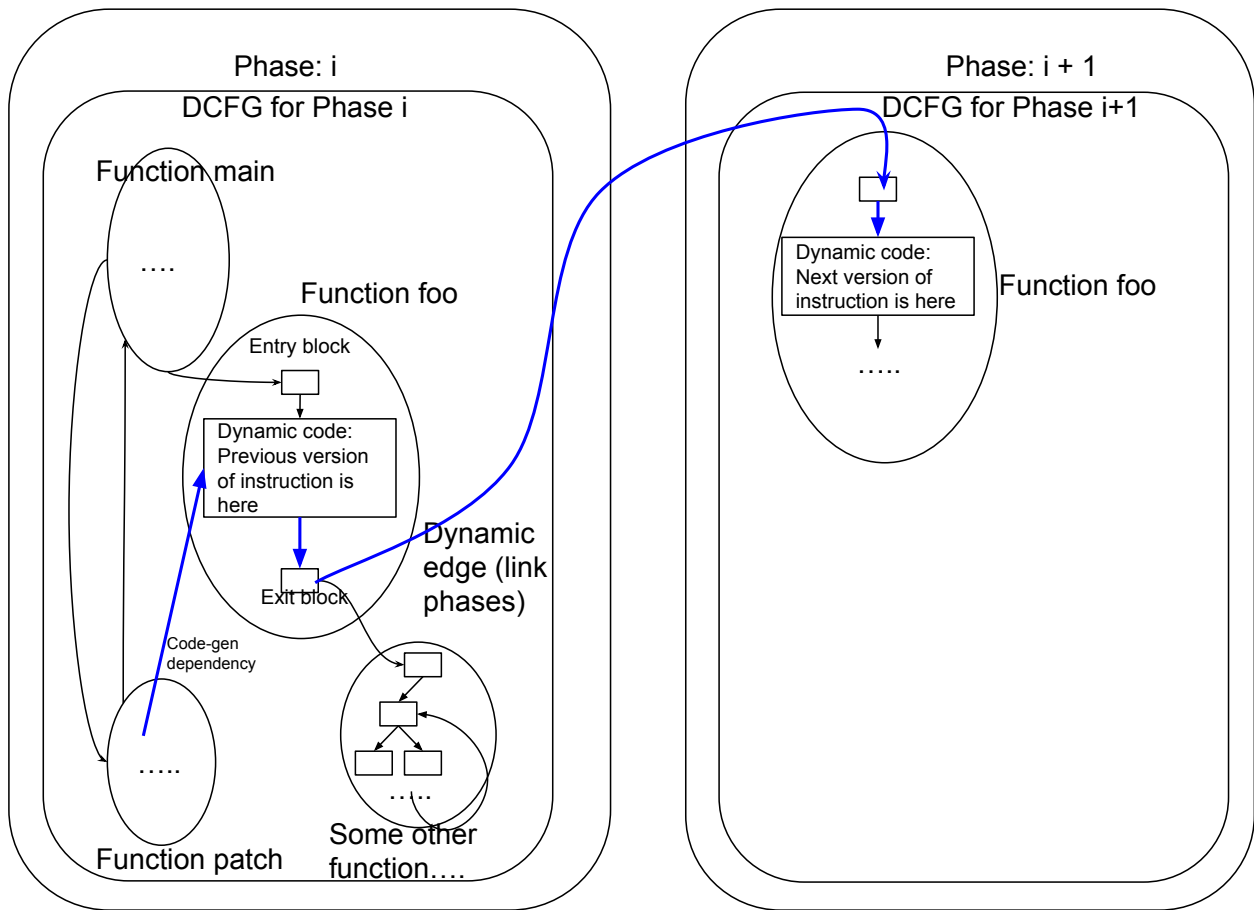 Phase: i
DCFG for Phase i
Function main
….
Function foo
Entry block
Dynamic code:
Previous version
of instruction is
here
Exit block
Dynamic
edge (link
phases)
Code-gen
dependency
…..
Function patch
…..
Some other
function….
Phase: i + 1
DCFG for Phase i+1
Dynamic code:
Next version of
instruction is here
Function foo
…..